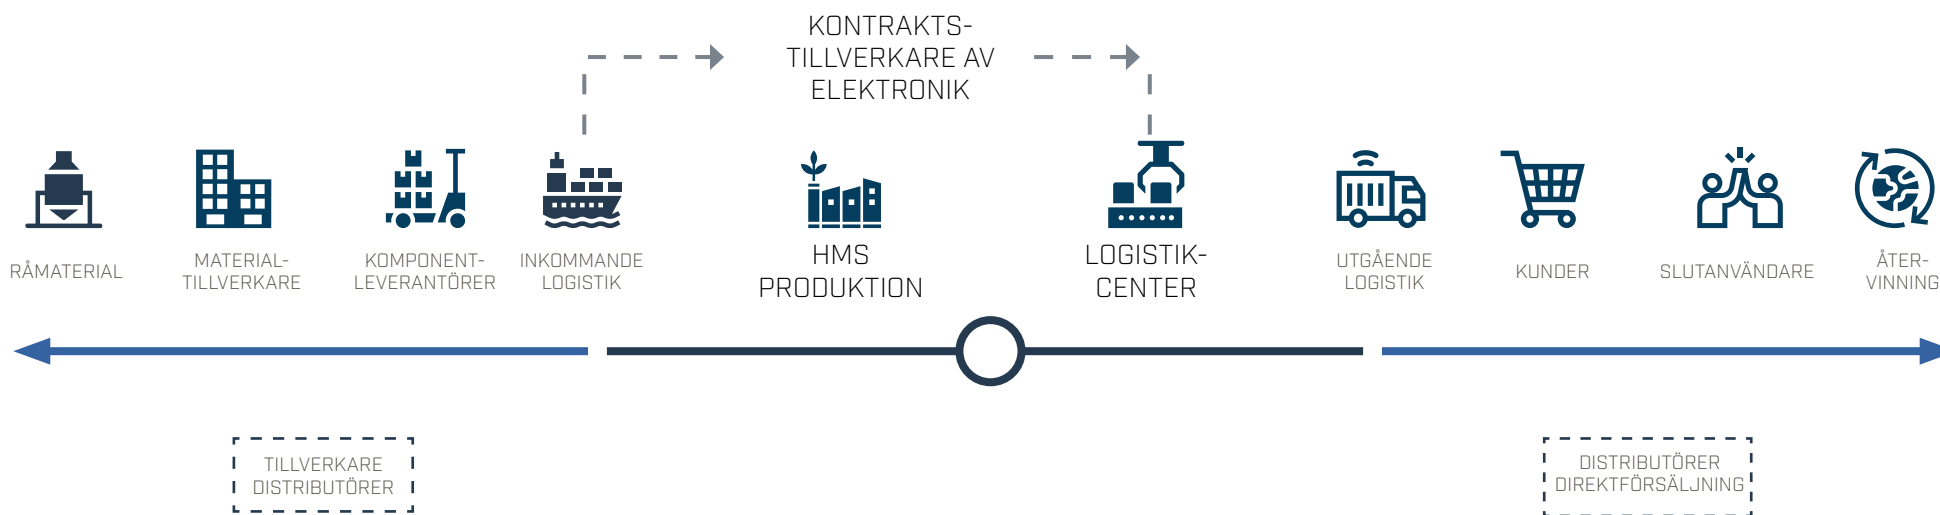 KONTRAKTS-
TILLVERKARE AV
ELEKTRONIK
RÅMATERIAL
MATERIAL-
TILLVERKARE
KOMPONENT-
LEVERANTÖRER
INKOMMANDE
LOGISTIK
HMS
PRODUKTION
LOGISTIK-
CENTER
UTGÅENDE
LOGISTIK
KUNDER
SLUTANVÄNDARE
ÅTER-
VINNING
TILLVERKARE
DISTRIBUTÖRER
DISTRIBUTÖRER
DIREKTFÖRSÄLJNING